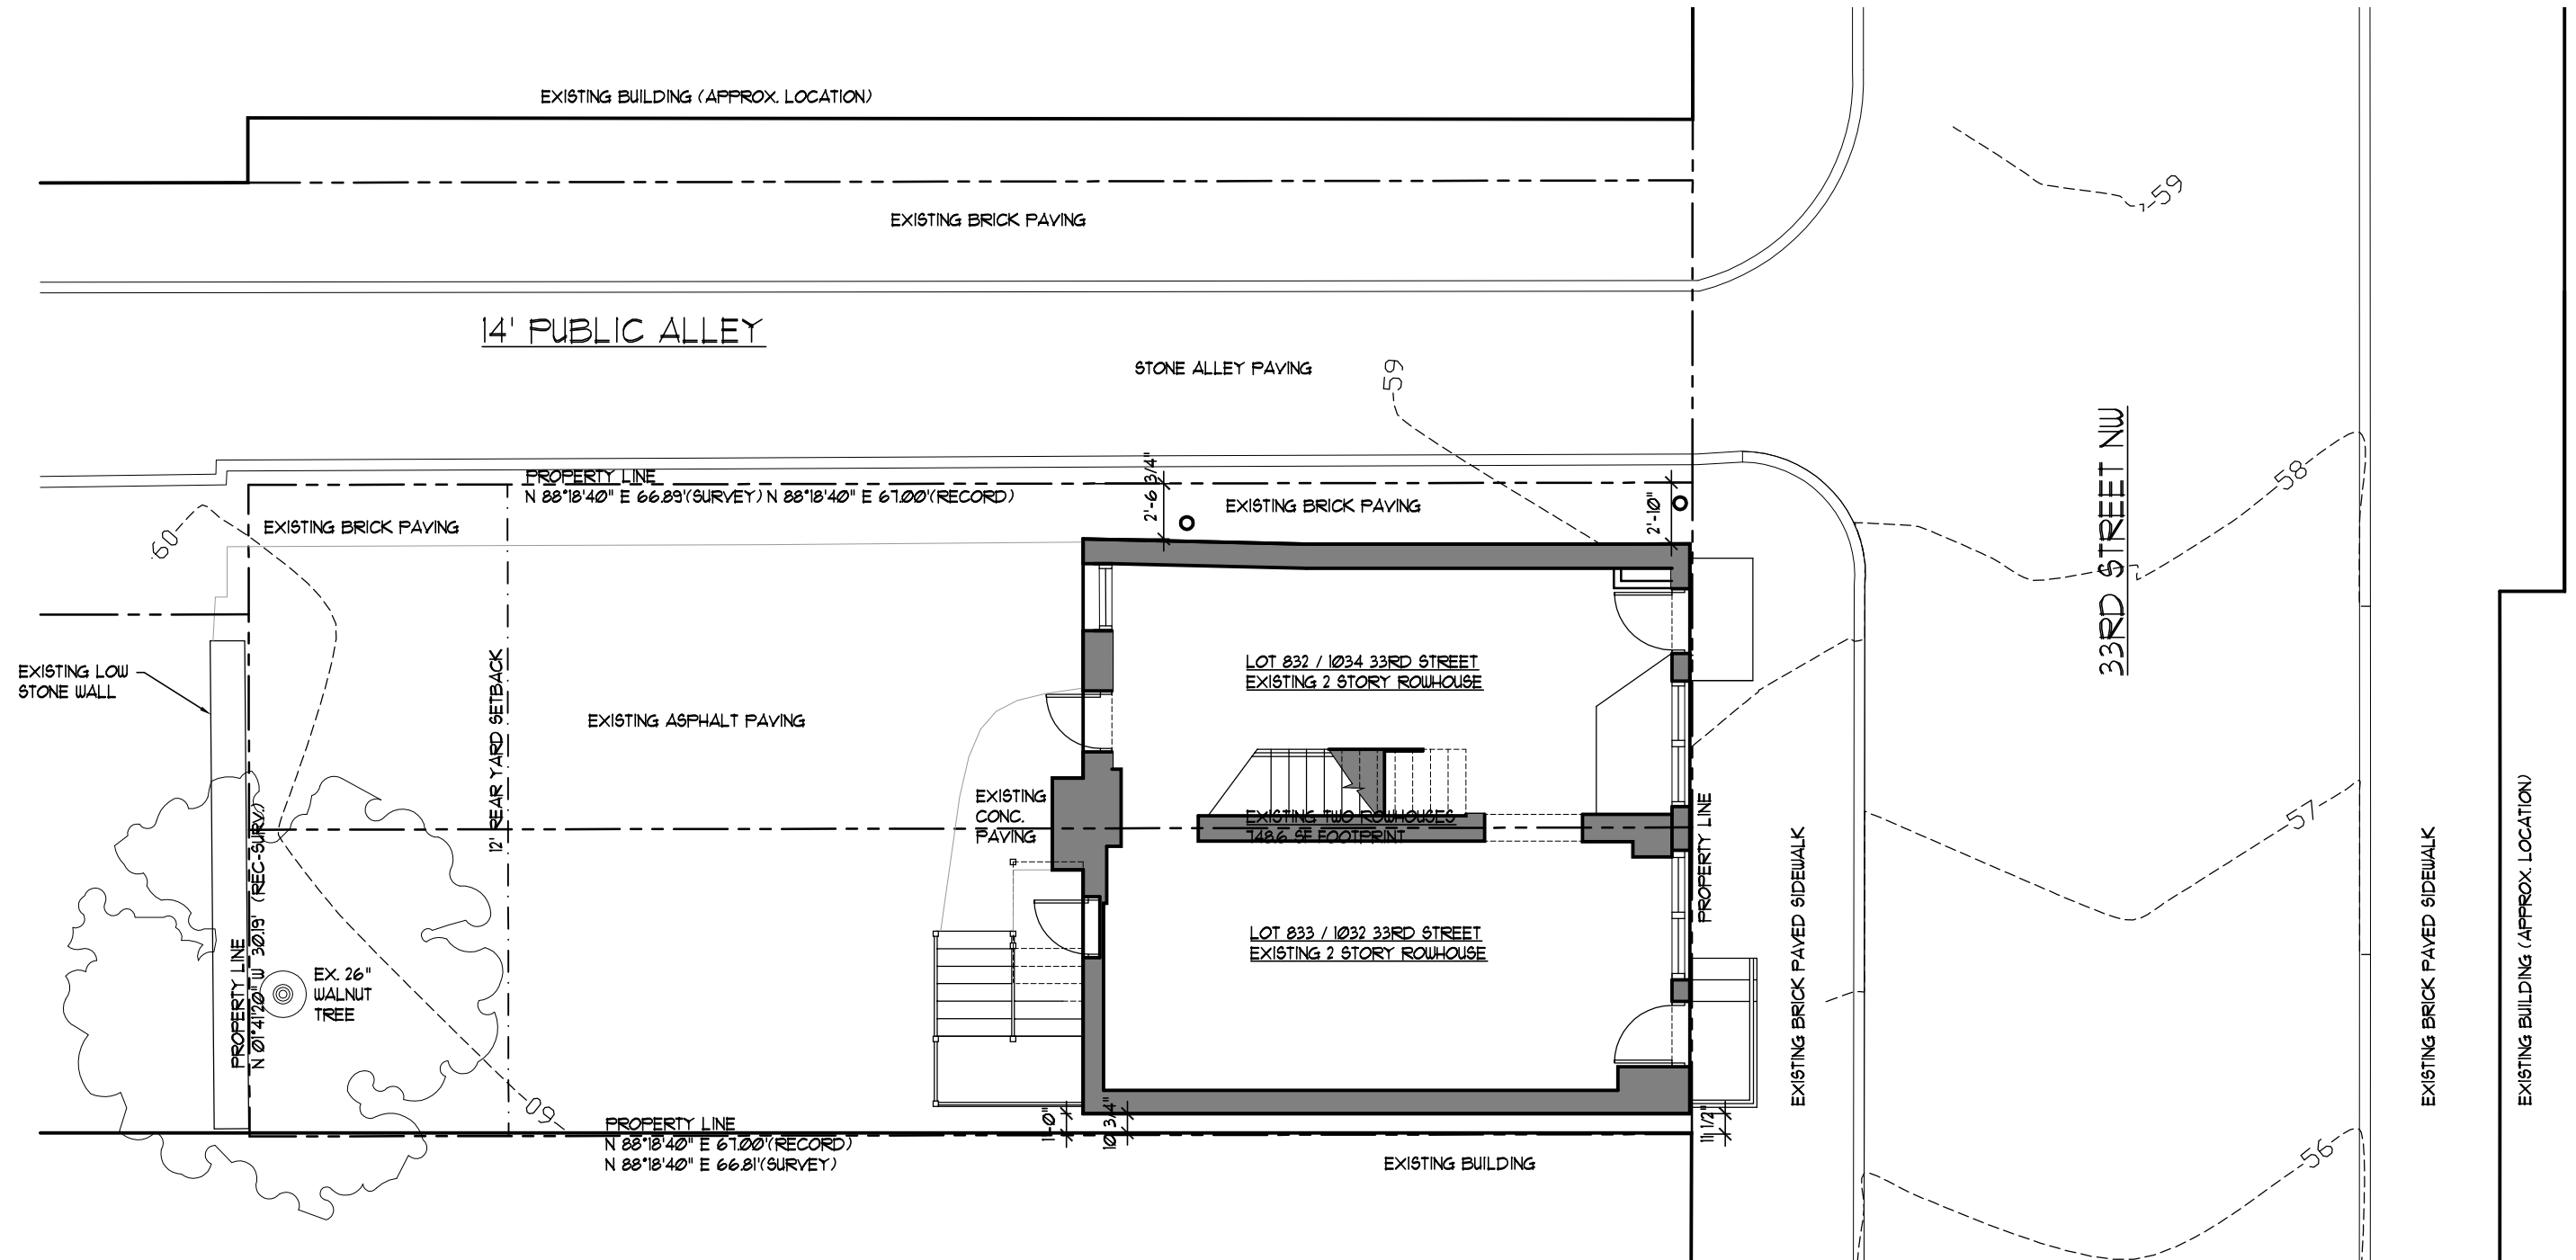 EXISTING BUILDING (APPROX. LOCATION)
59
EXISTING BRICK PAVING
14' PUBLIC ALLEY
STONE ALLEY PAVING
59
33RD STREET NW
58
PROPERTY LINE
N 88°18'40" E 66.89'(SURVEY) N 88°18'40" E 67.00'(RECORD)
2'-6 3/4"
EXISTING BRICK PAVING
2'-10"
EXISTING BRICK PAVING
60
EXISTING LOW
STONE WALL
12' REAR YARD SETBACK
EXISTING ASPHALT PAVING
LOT 832 / 1034 33RD STREET
EXISTING 2 STORY ROWHOUSE
EXISTING
CONC.
PAVING
EXISTING TWO ROWHOUSES
748.6 SF FOOTPRINT
PROPERTY LINE
57
EXISTING BRICK PAVED SIDEWALK
EXISTING BRICK PAVED SIDEWALK
EXISTING BUILDING (APPROX. LOCATION)
PROPERTY LINE
N 01°41'20" W 30.19' (REC-SURV.)
EX. 26"
WALNUT
TREE
LOT 833 / 1032 33RD STREET
EXISTING 2 STORY ROWHOUSE
60
PROPERTY LINE
N 88°18'40" E 67.00'(RECORD)
N 88°18'40" E 66.81'(SURVEY)
1'-0"
10 3/4"
11 1/2"
EXISTING BUILDING
56